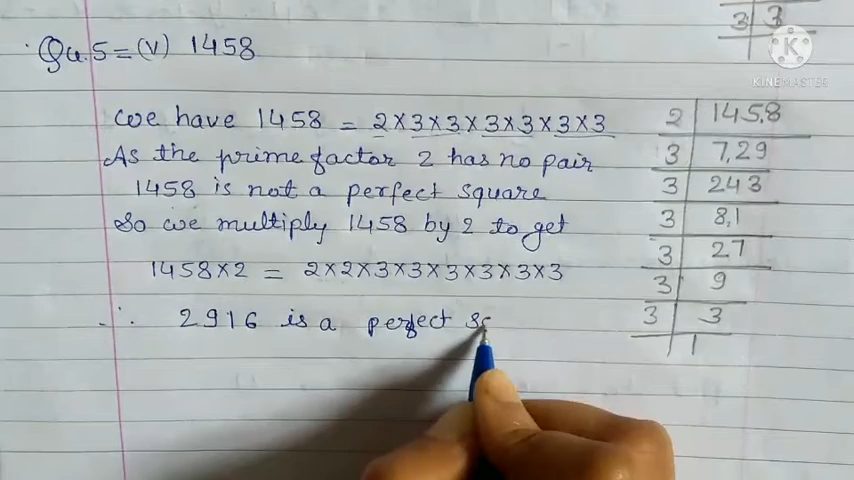 3 3
KINEMASTER
Qu.5=(V) 1458
we have 1458 = 2×3×3×3×3×3×3
As the prime factor 2 has no pair
1458 is not a perfect square
So we multiply 1458 by 2 to get
1458×2 = 2×2×3×3×3×3×3×3
∴ 2916 is a perfect
2 1458
3 729
3 243
3 81
3 27
3 9
3 3
1